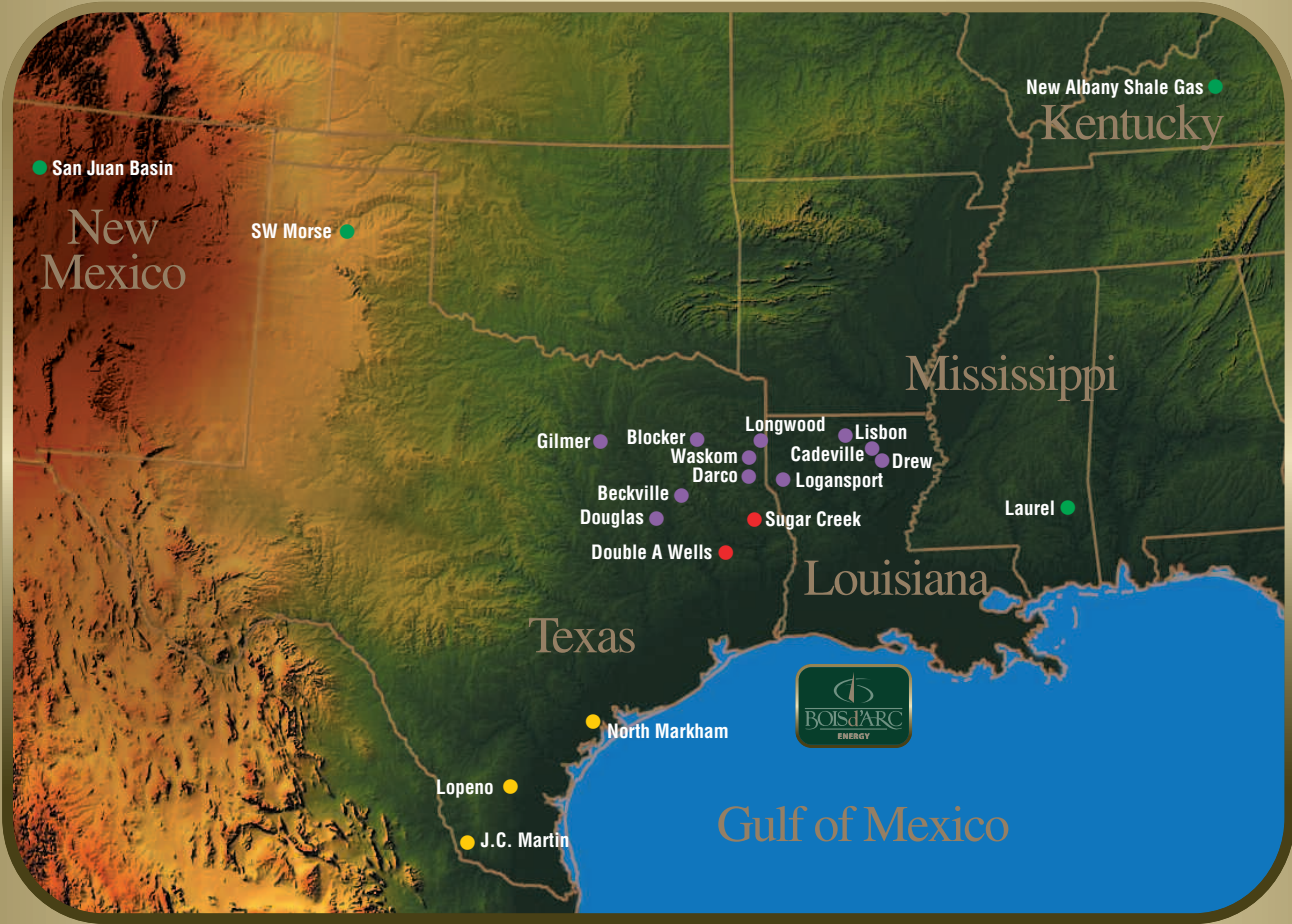 New Albany Shale Gas
Kentucky
San Juan Basin
New
Mexico
SW Morse
Mississippi
Longwood
Gilmer
Blocker
Lisbon
Waskom
Cadeville
Drew
Darco
Logansport
Beckville
Laurel
Douglas
Sugar Creek
Double A Wells
Louisiana
Texas
BOISd'ARC
ENERGY
North Markham
Lopeno
Gulf of Mexico
J.C. Martin